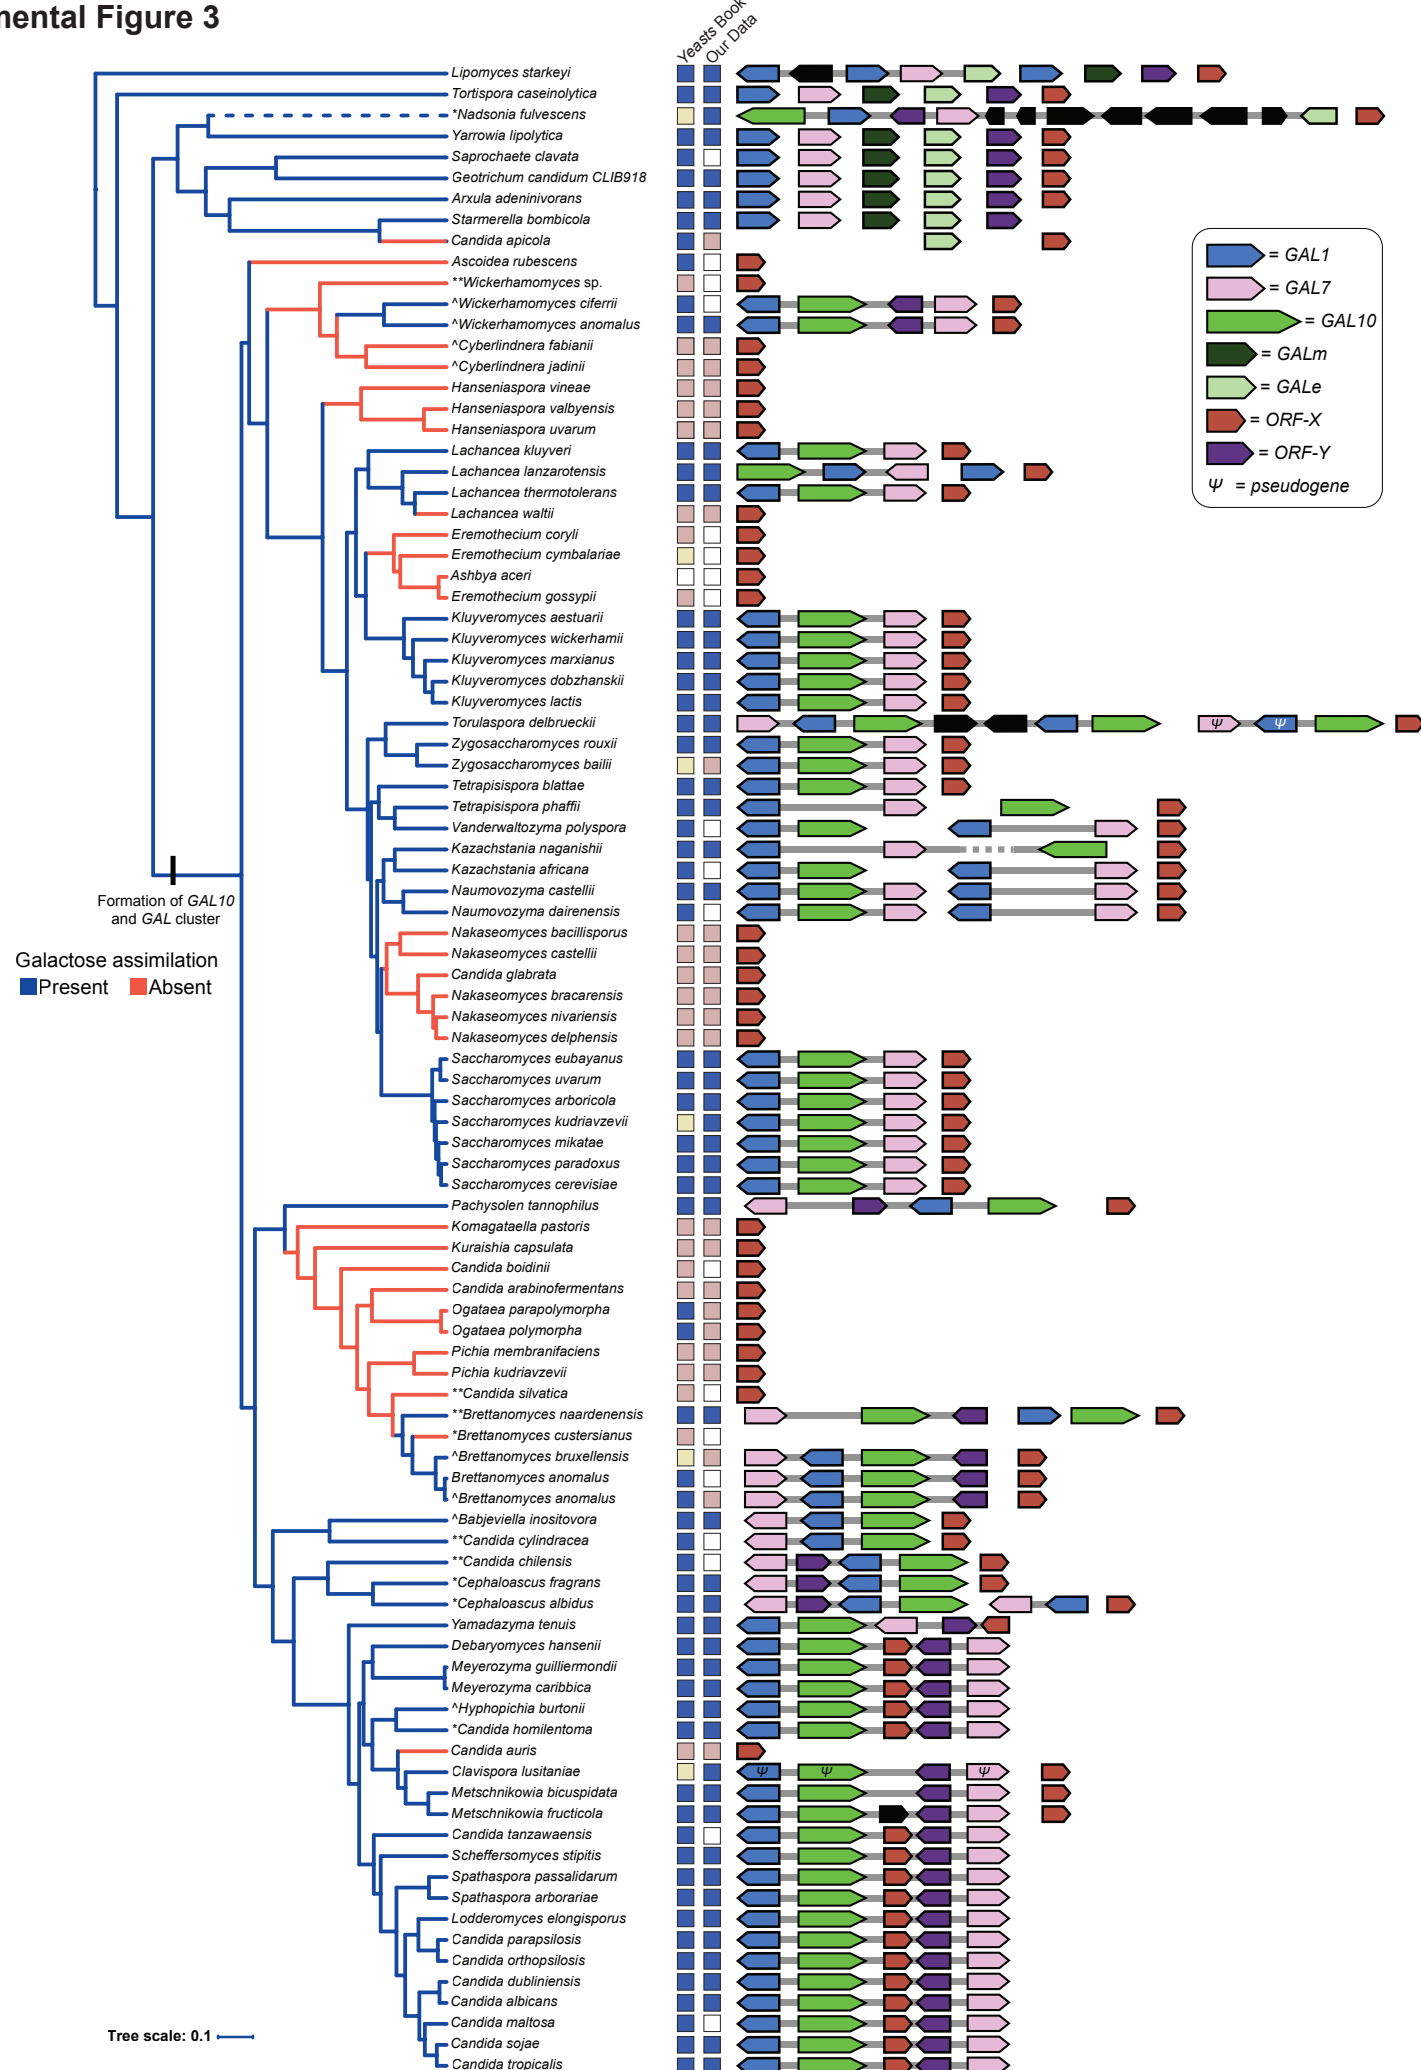 mental Figure 3
Yeasts Book
Our Data
Lipomyces starkeyi
Tortispora caseinolytica
*Nadsonia fulvescens
Yarrowia lipolytica
Saprochaete clavata
Geotrichum candidum CLIB918
Arxula adeninivorans
Starmerella bombicola
Candida apicola
Ascoidea rubescens
**Wickerhamomyces sp.
^Wickerhamomyces ciferrii
^Wickerhamomyces anomalus
^Cyberlindnera fabianii
^Cyberlindnera jadinii
Hanseniaspora vineae
Hanseniaspora valbyensis
Hanseniaspora uvarum
Lachancea kluyveri
Lachancea lanzarotensis
Lachancea thermotolerans
Lachancea waltii
Eremothecium coryli
Eremothecium cymbalariae
Ashbya aceri
Eremothecium gossypii
Kluyveromyces aestuarii
Kluyveromyces wickerhamii
Kluyveromyces marxianus
Kluyveromyces dobzhanskii
Kluyveromyces lactis
Torulaspora delbrueckii
ψ ψ
Zygosaccharomyces rouxii
Zygosaccharomyces bailii
Tetrapisispora blattae
Tetrapisispora phaffii
Vanderwaltozyma polyspora
Kazachstania naganishii
Kazachstania africana
Naumovozyma castellii
Naumovozyma dairenensis
Nakaseomyces bacillisporus
Nakaseomyces castellii
Candida glabrata
Nakaseomyces bracarensis
Nakaseomyces nivariensis
Nakaseomyces delphensis
Saccharomyces eubayanus
Saccharomyces uvarum
Saccharomyces arboricola
Saccharomyces kudriavzevii
Saccharomyces mikatae
Saccharomyces paradoxus
Saccharomyces cerevisiae
Pachysolen tannophilus
Komagataella pastoris
Kuraishia capsulata
Candida boidinii
Candida arabinofermentans
Ogataea parapolymorpha
Ogataea polymorpha
Pichia membranifaciens
Pichia kudriavzevii
**Candida silvatica
**Brettanomyces naardenensis
*Brettanomyces custersianus
^Brettanomyces bruxellensis
Brettanomyces anomalus
^Brettanomyces anomalus
^Babjeviella inositovora
**Candida cylindracea
**Candida chilensis
*Cephaloascus fragrans
*Cephaloascus albidus
Yamadazyma tenuis
Debaryomyces hansenii
Meyerozyma guilliermondii
Meyerozyma caribbica
^Hyphopichia burtonii
*Candida homilentoma
Candida auris
Clavispora lusitaniae
ψ ψ ψ
Metschnikowia bicuspidata
Metschnikowia fructicola
Candida tanzawaensis
Scheffersomyces stipitis
Spathaspora passalidarum
Spathaspora arborariae
Lodderomyces elongisporus
Candida parapsilosis
Candida orthopsilosis
Candida dubliniensis
Candida albicans
Candida maltosa
Candida sojae
Candida tropicalis
= GAL1
= GAL7
= GAL10
= GALm
= GALe
= ORF-X
= ORF-Y
ψ = pseudogene
Formation of GAL10
and GAL cluster
Galactose assimilation
Present Absent
Tree scale: 0.1